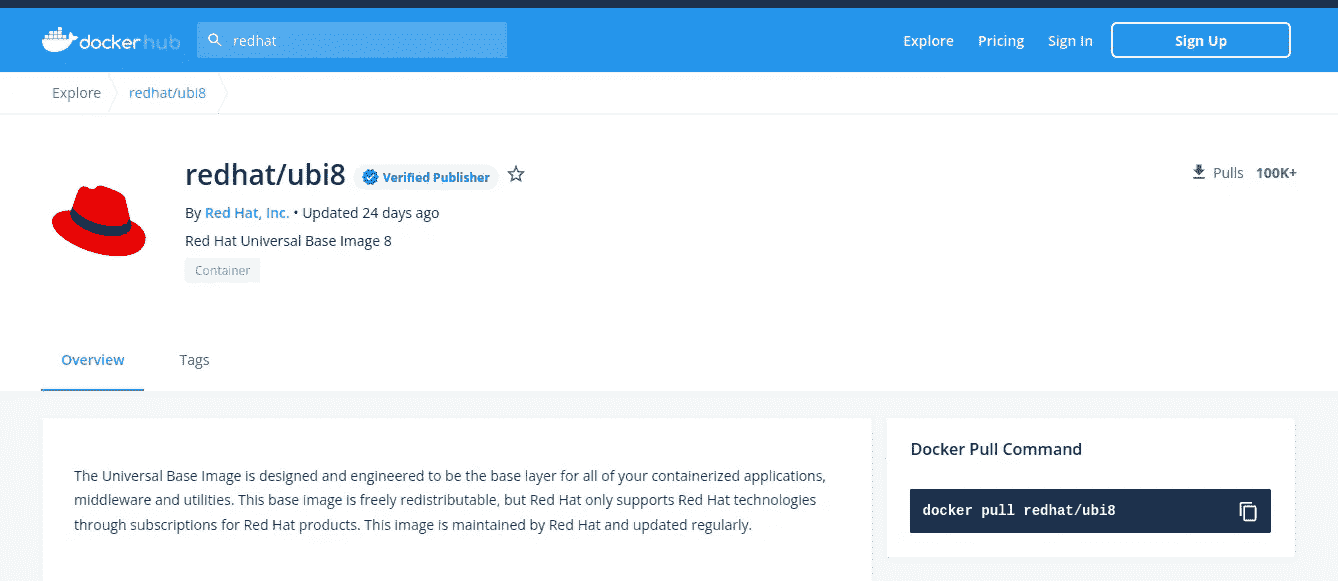 dockerhub
redhat
Explore
Pricing
Sign In
Sign Up
Explore
redhat/ubi8
redhat/ubi8
Verified Publisher
Pulls 100K+
By Red Hat, Inc. • Updated 24 days ago
Red Hat Universal Base Image 8
Container
Overview
Tags
The Universal Base Image is designed and engineered to be the base layer for all of your containerized applications,
middleware and utilities. This base image is freely redistributable, but Red Hat only supports Red Hat technologies
through subscriptions for Red Hat products. This image is maintained by Red Hat and updated regularly.
Docker Pull Command
docker pull redhat/ubi8